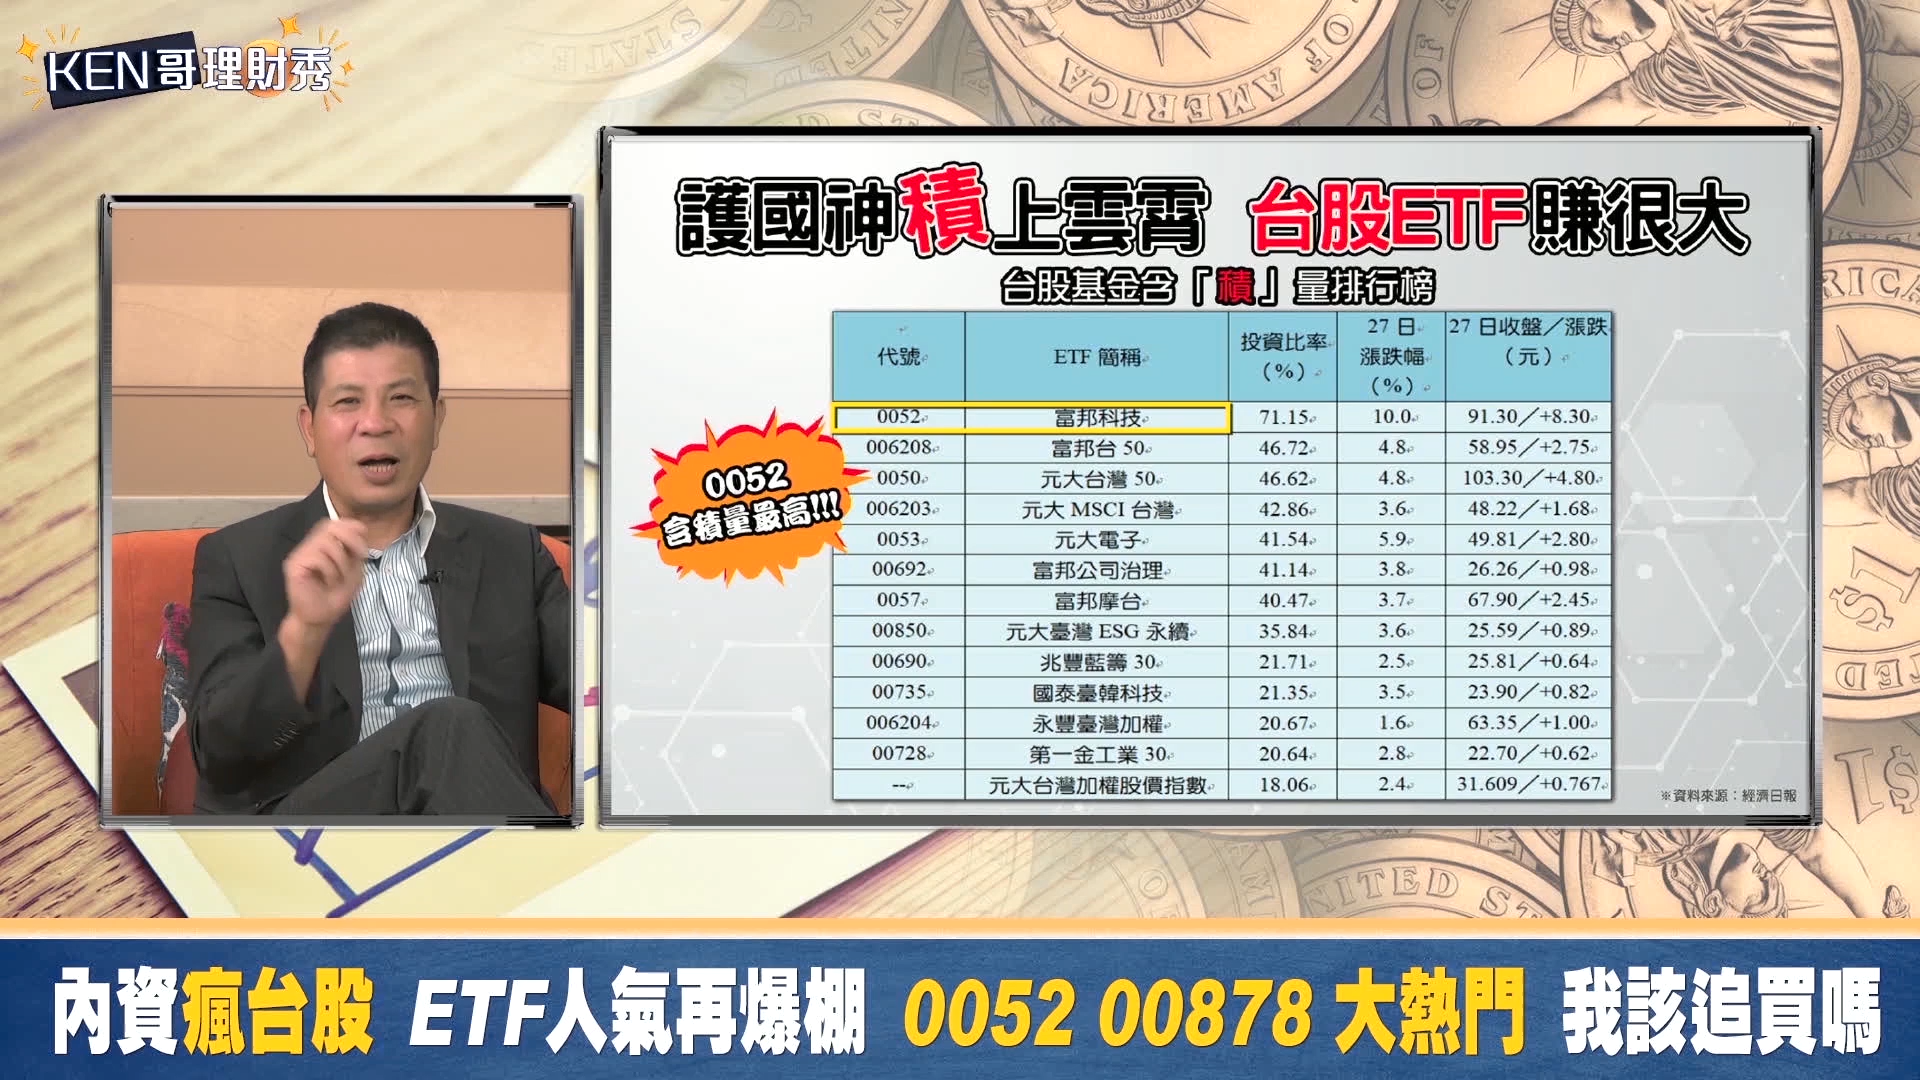 KEN哥理財秀
護國神積上雲霄 台股ETF賺很大
台股基金含「積」量排行榜
代號 ETF 簡稱 投資比率(%) 27 日漲跌幅(%) 27 日收盤／漲跌(元)
0052 富邦科技 71.15 10.0 91.30／+8.30
006208 富邦台 50 46.72 4.8 58.95／+2.75
0050 元大台灣 50 46.62 4.8 103.30／+4.80
006203 元大 MSCI 台灣 42.86 3.6 48.22／+1.68
0053 元大電子 41.54 5.9 49.81／+2.80
00692 富邦公司治理 41.14 3.8 26.26／+0.98
0057 富邦摩台 40.47 3.7 67.90／+2.45
00850 元大臺灣 ESG 永續 35.84 3.6 25.59／+0.89
00690 兆豐藍籌 30 21.71 2.5 25.81／+0.64
00735 國泰臺韓科技 21.35 3.5 23.90／+0.82
006204 永豐臺灣加權 20.67 1.6 63.35／+1.00
00728 第一金工業 30 20.64 2.8 22.70／+0.62
-- 元大台灣加權股價指數 18.06 2.4 31.609／+0.767
0052
含積量最高!!!
※資料來源：經濟日報
內資瘋台股 ETF人氣再爆棚 0052 00878 大熱門 我該追買嗎